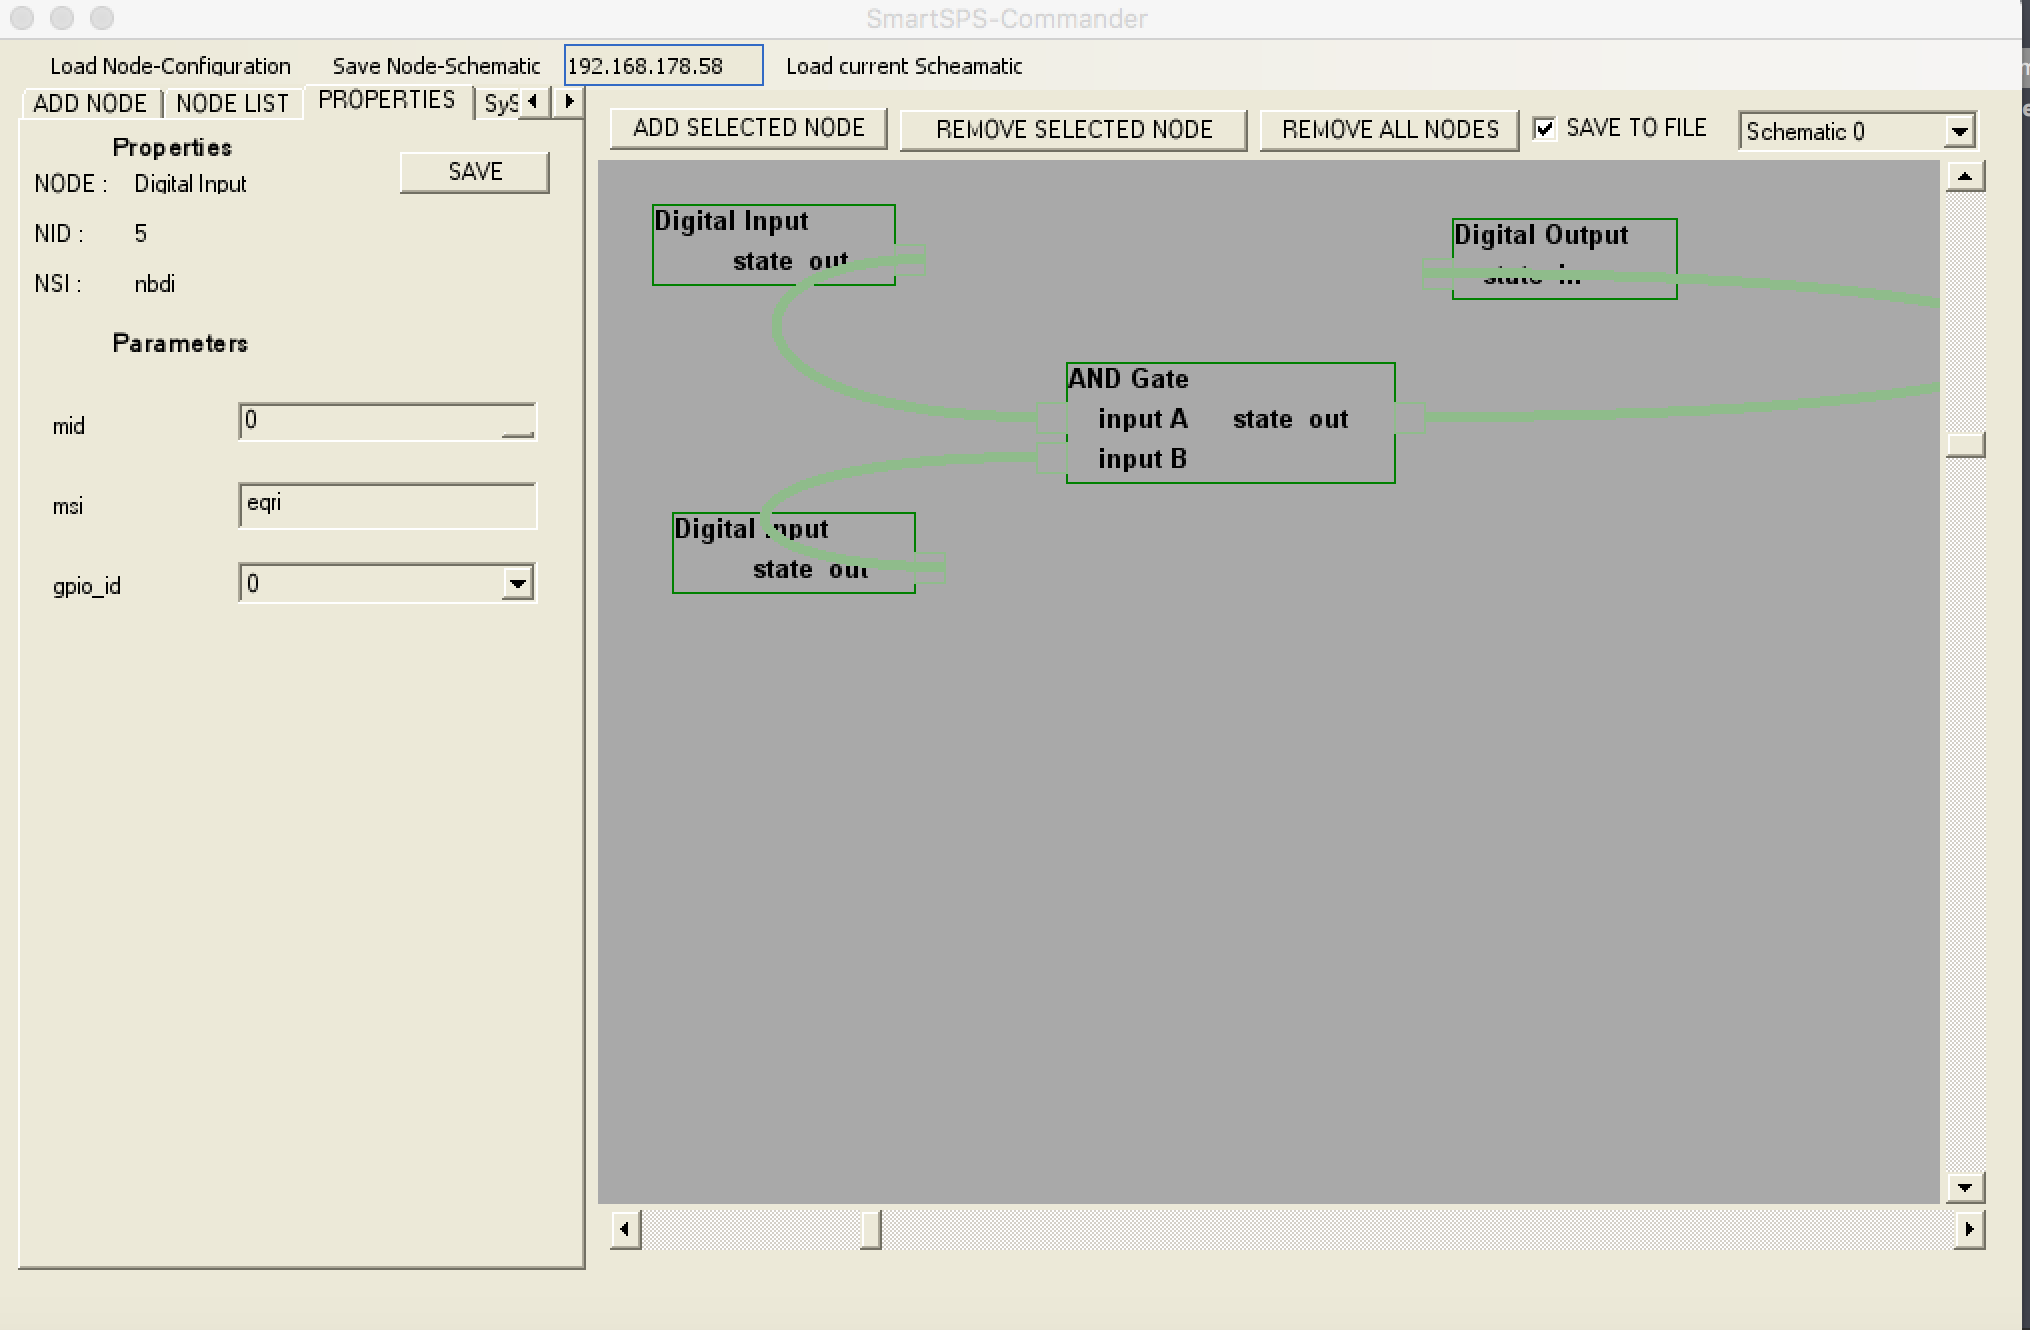 SmartSPS-Commander
Load Node-Configuration Save Node-Schematic 192.168.178.58 Load current Scheamatic
ADD NODE NODE LIST PROPERTIES SyS
ADD SELECTED NODE REMOVE SELECTED NODE REMOVE ALL NODES SAVE TO FILE Schematic 0
Properties
SAVE
NODE : Digital Input
NID : 5
NSI : nbdi
Parameters
mid 0
msi eqri
gpio_id 0
Digital Input
state out
Digital Output
state in
AND Gate
input A state out
input B
Digital Input
state out